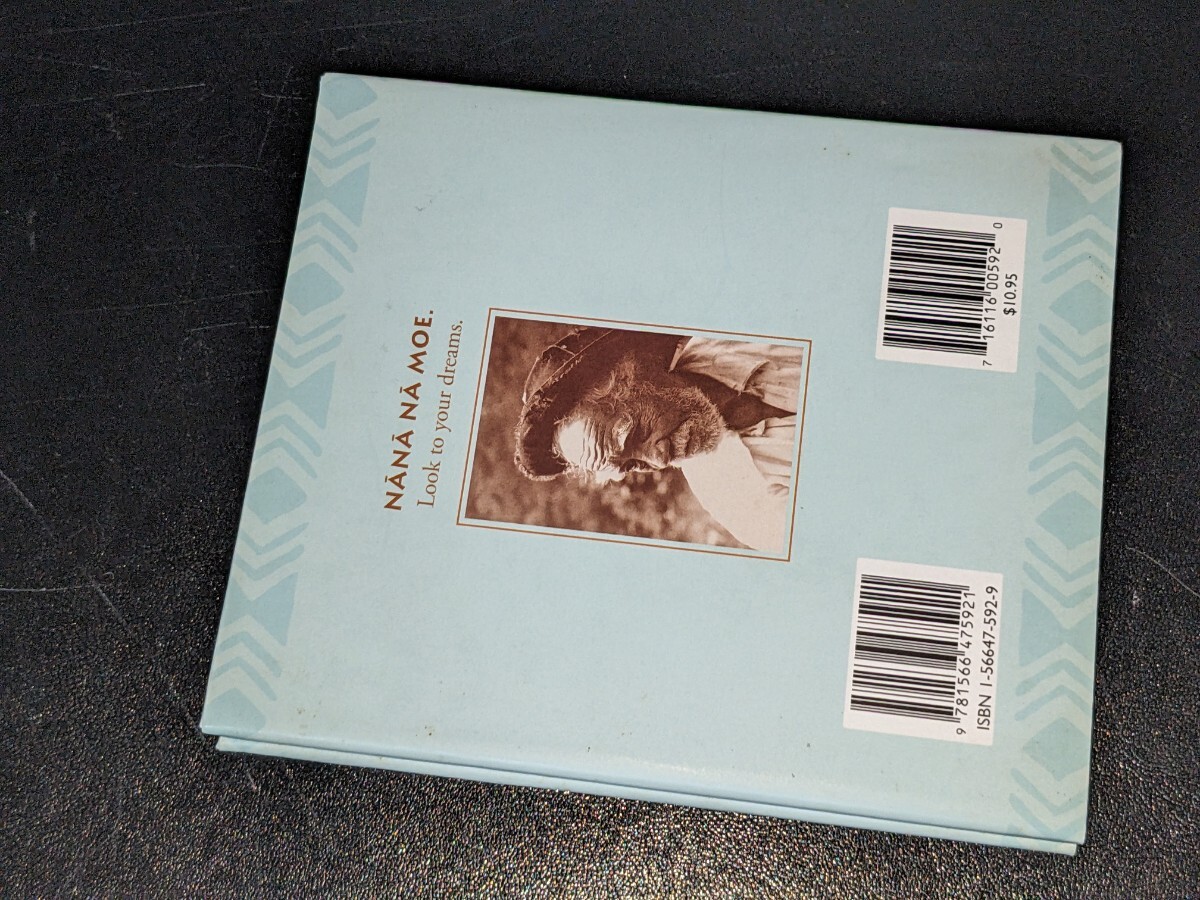 NĀNĀ NĀ MOE.
Look to your dreams.
9 781566 475921
ISBN 1-56647-592-9
7 16116 00592 0
$10.95